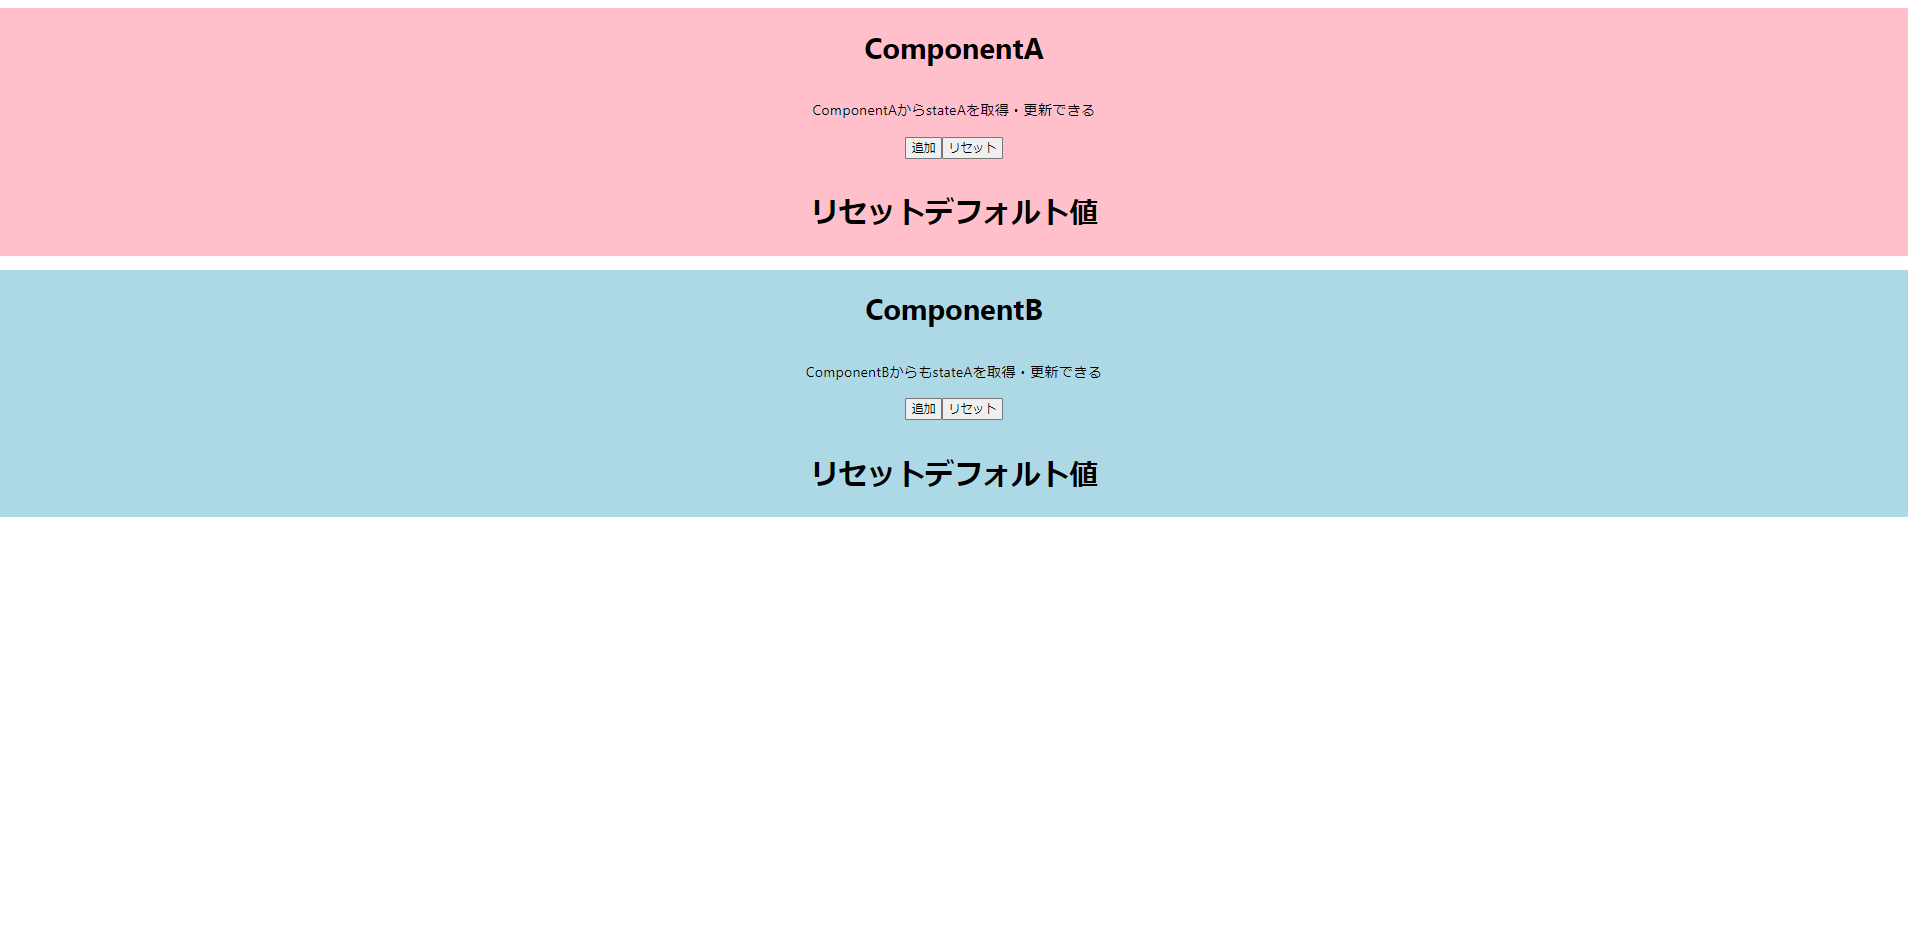 ComponentA
ComponentAからstateAを取得・更新できる
追加 リセット
リセットデフォルト値
ComponentB
ComponentBからもstateAを取得・更新できる
追加 リセット
リセットデフォルト値